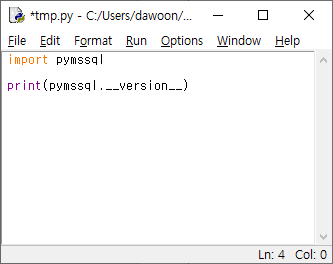 *tmp.py - C:/Users/dawoon/...
File Edit Format Run Options Window Help
import pymssql
print(pymssql.__version__)
Ln: 4 Col: 0